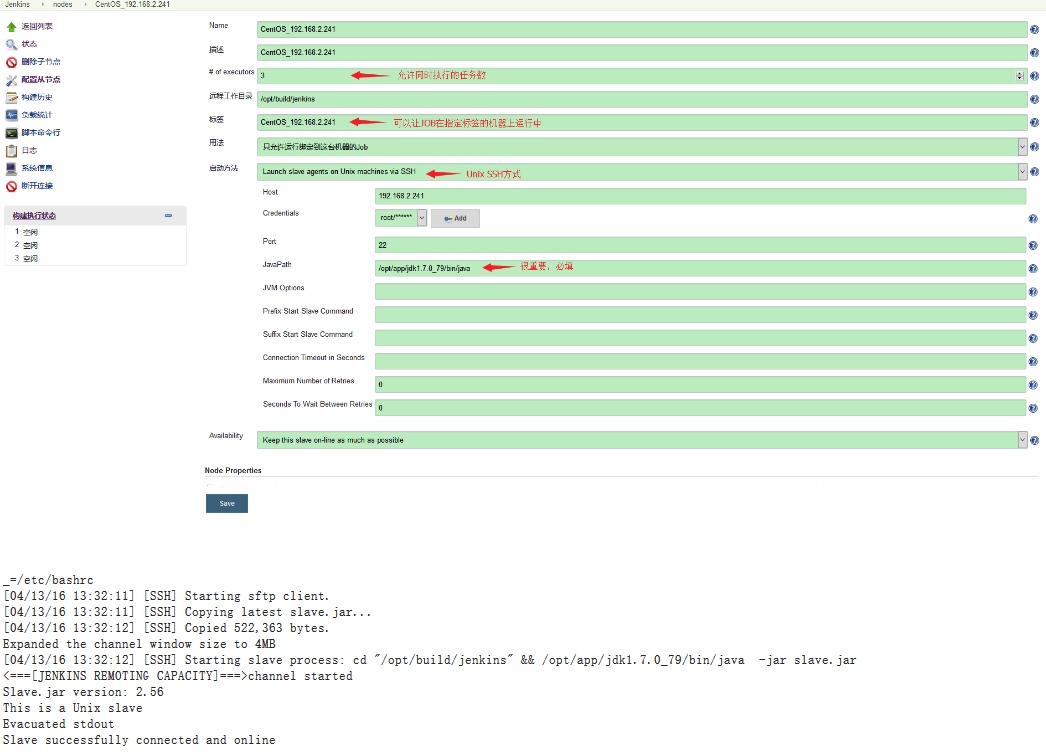 Jenkins › nodes › CentOS_192.168.2.241
返回列表
状态
删除子节点
配置从节点
构建历史
负载统计
脚本命令行
日志
系统信息
断开连接
构建执行状态
1 空闲
2 空闲
3 空闲
Name CentOS_192.168.2.241
描述 CentOS_192.168.2.241
# of executors 3 允许同时执行的任务数
远程工作目录 /opt/build/jenkins
标签 CentOS_192.168.2.241 可以让JOB在指定标签的机器上运行中
用法 只允许运行绑定到这台机器的Job
启动方法 Launch slave agents on Unix machines via SSH Unix SSH方式
Host 192.168.2.241
Credentials root/****** Add
Port 22
JavaPath /opt/app/jdk1.7.0_79/bin/java 很重要，必填
JVM Options
Prefix Start Slave Command
Suffix Start Slave Command
Connection Timeout in Seconds
Maximum Number of Retries 0
Seconds To Wait Between Retries 0
Availability Keep this slave on-line as much as possible
Node Properties
Save
_=/etc/bashrc
[04/13/16 13:32:11] [SSH] Starting sftp client.
[04/13/16 13:32:11] [SSH] Copying latest slave.jar...
[04/13/16 13:32:12] [SSH] Copied 522,363 bytes.
Expanded the channel window size to 4MB
[04/13/16 13:32:12] [SSH] Starting slave process: cd "/opt/build/jenkins" && /opt/app/jdk1.7.0_79/bin/java  -jar slave.jar
<===[JENKINS REMOTING CAPACITY]===>channel started
Slave.jar version: 2.56
This is a Unix slave
Evacuated stdout
Slave successfully connected and online